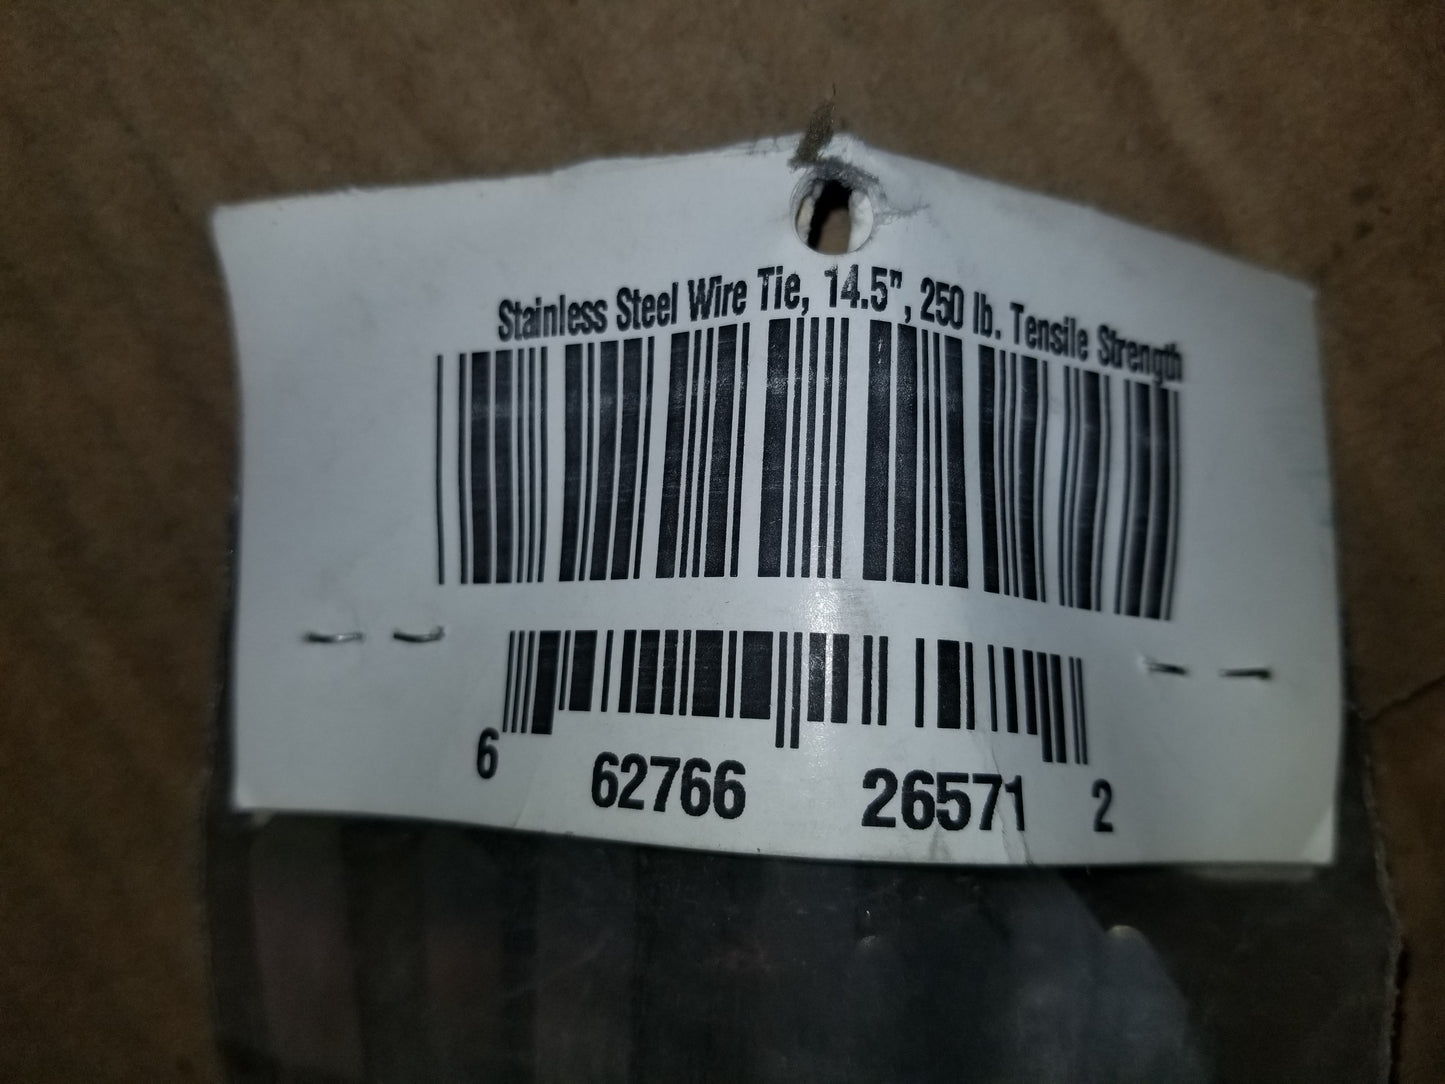 Stainless Steel Wire Tie, 14.5", 250 lb. Tensile Strength
6 62766 26571 2